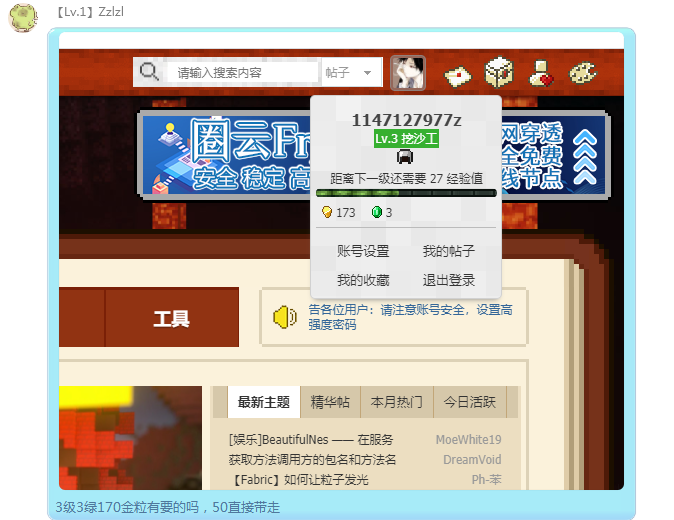 【Lv.1】Zzlzl
请输入搜索内容
帖子
1147127977z
Lv.3 挖沙工
距离下一级还需要 27 经验值
173 3
账号设置 我的帖子
我的收藏 退出登录
圈云Fr
安全 稳定 高
网穿透
全免费
线节点
工具
告各位用户：请注意账号安全，设置高
强度密码
最新主题 精华帖 本月热门 今日活跃
[娱乐]BeautifulNes —— 在服务 MoeWhite19
获取方法调用方的包名和方法名 DreamVoid
【Fabric】如何让粒子发光 Ph-苯
3级3绿170金粒有要的吗，50直接带走